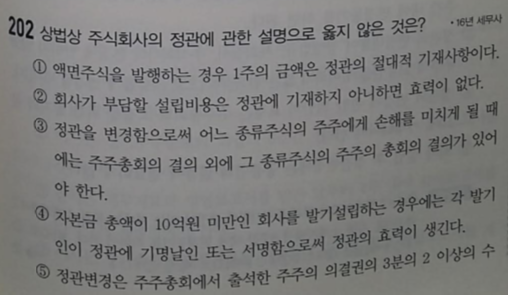 202 상법상 주식회사의 정관에 관한 설명으로 옳지 않은 것은? • 16년 세무사
① 액면주식을 발행하는 경우 1주의 금액은 정관의 절대적 기재사항이다.
② 회사가 부담할 설립비용은 정관에 기재하지 아니하면 효력이 없다.
③ 정관을 변경함으로써 어느 종류주식의 주주에게 손해를 미치게 될 때
에는 주주총회의 결의 외에 그 종류주식의 주주의 총회의 결의가 있어
야 한다.
④ 자본금 총액이 10억원 미만인 회사를 발기설립하는 경우에는 각 발기
인이 정관에 기명날인 또는 서명함으로써 정관의 효력이 생긴다.
⑤ 정관변경은 주주총회에서 출석한 주주의 의결권의 3분의 2 이상의 수